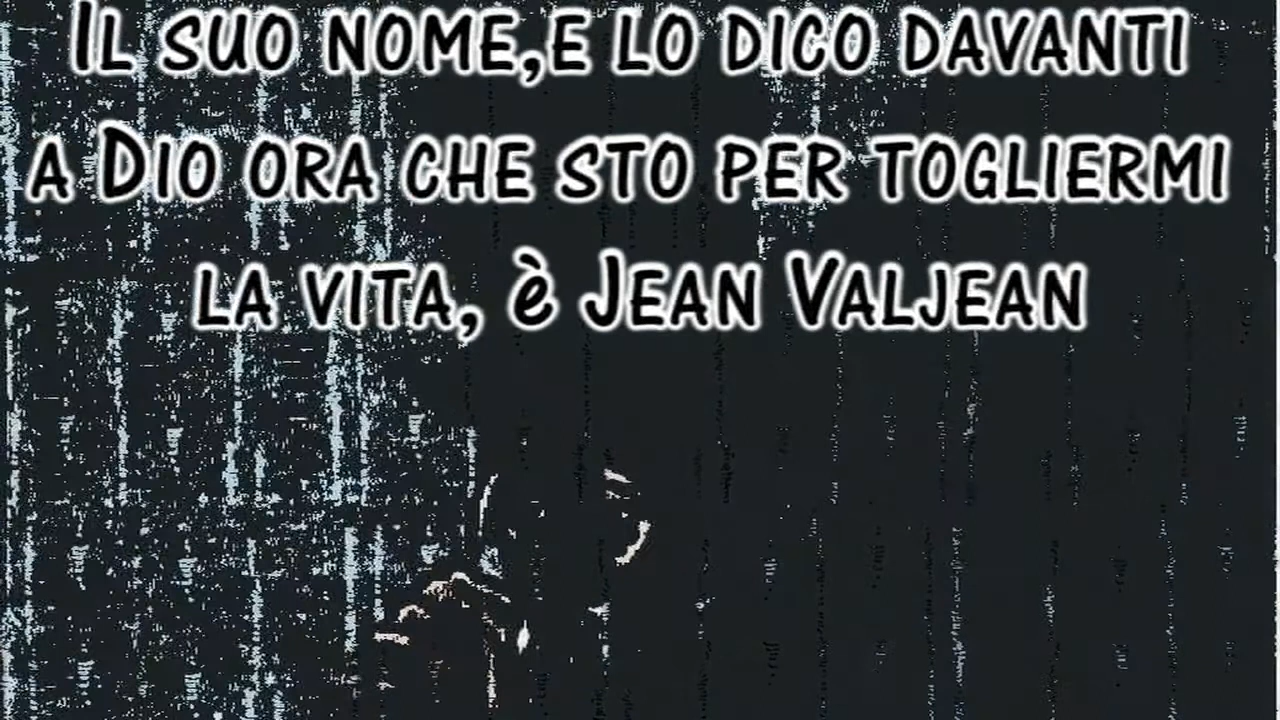 Il suo nome,e lo dico davanti
a Dio ora che sto per togliermi
la vita, è Jean Valjean